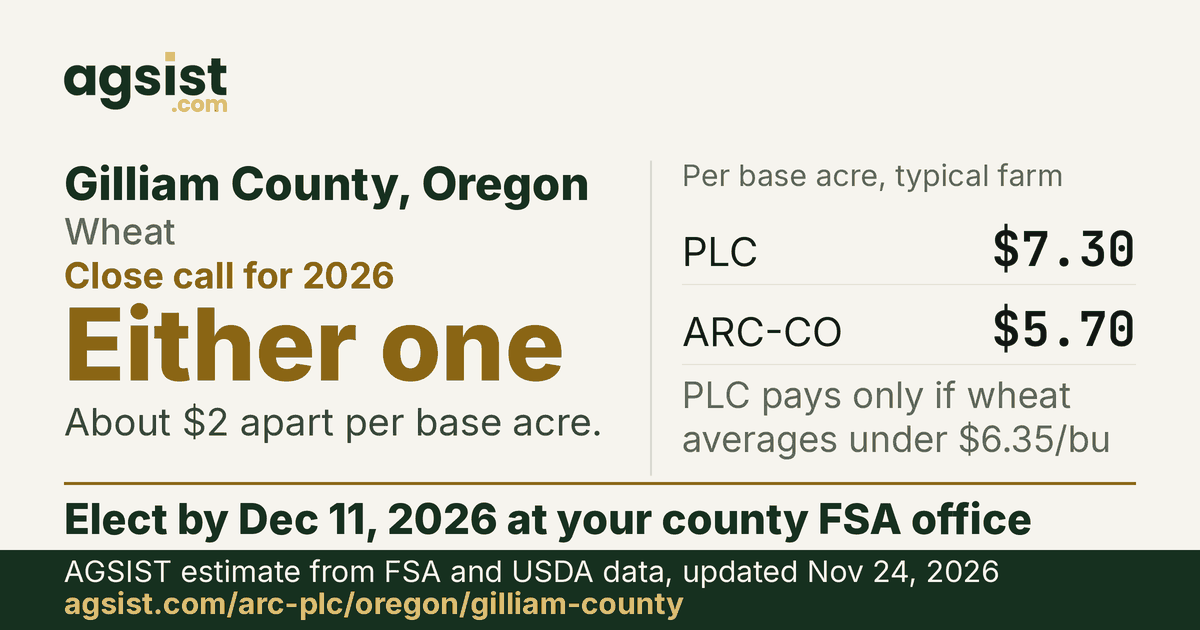 agsist
.com
Gilliam County, Oregon
Wheat
Close call for 2026
Either one
About $2 apart per base acre.
Per base acre, typical farm
PLC $7.30
ARC-CO $5.70
PLC pays only if wheat
averages under $6.35/bu
Elect by Dec 11, 2026 at your county FSA office
AGSIST estimate from FSA and USDA data, updated Nov 24, 2026
agsist.com/arc-plc/oregon/gilliam-county